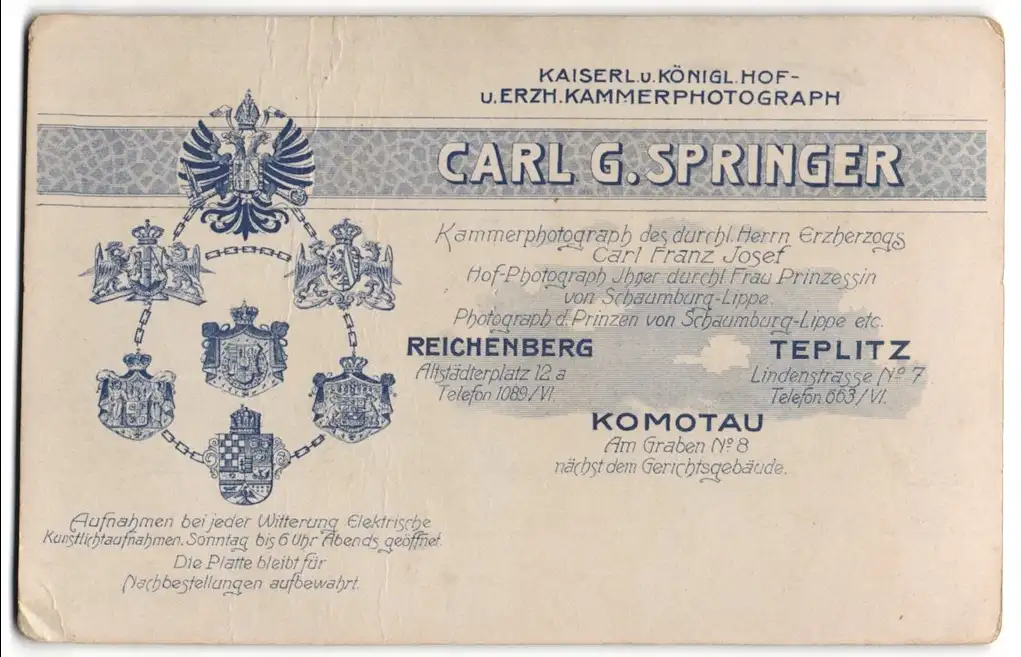 KAISERL.u.KÖNIGL.HOF-
u.ERZH.KAMMERPHOTOGRAPH
CARL G. SPRINGER
Kammerphotograph des durchl. Herrn Erzherzogs
Carl Franz Josef
Hof-Photograph Jhrer durchl. Frau Prinzessin
von Schaumburg-Lippe.
Photograph d. Prinzen von Schaumburg-Lippe etc.
REICHENBERG
Altstädterplatz 12 a
Telefon 1089/VI.
TEPLITZ
Lindenstrasse No 7
Telefon 663/VI.
KOMOTAU
Am Graben No 8
nächst dem Gerichtsgebäude.
Aufnahmen bei jeder Witterung Elektrische
Kunstlichtaufnahmen. Sonntag bis 6 Uhr Abends geöffnet.
Die Platte bleibt für
Nachbestellungen aufbewahrt.